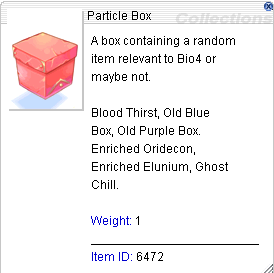 Particle Box
Collections
A box containing a random
item relevant to Bio4 or
maybe not.
Blood Thirst, Old Blue
Box, Old Purple Box.
Enriched Oridecon,
Enriched Elunium, Ghost
Chill.
Weight: 1
Item ID: 6472